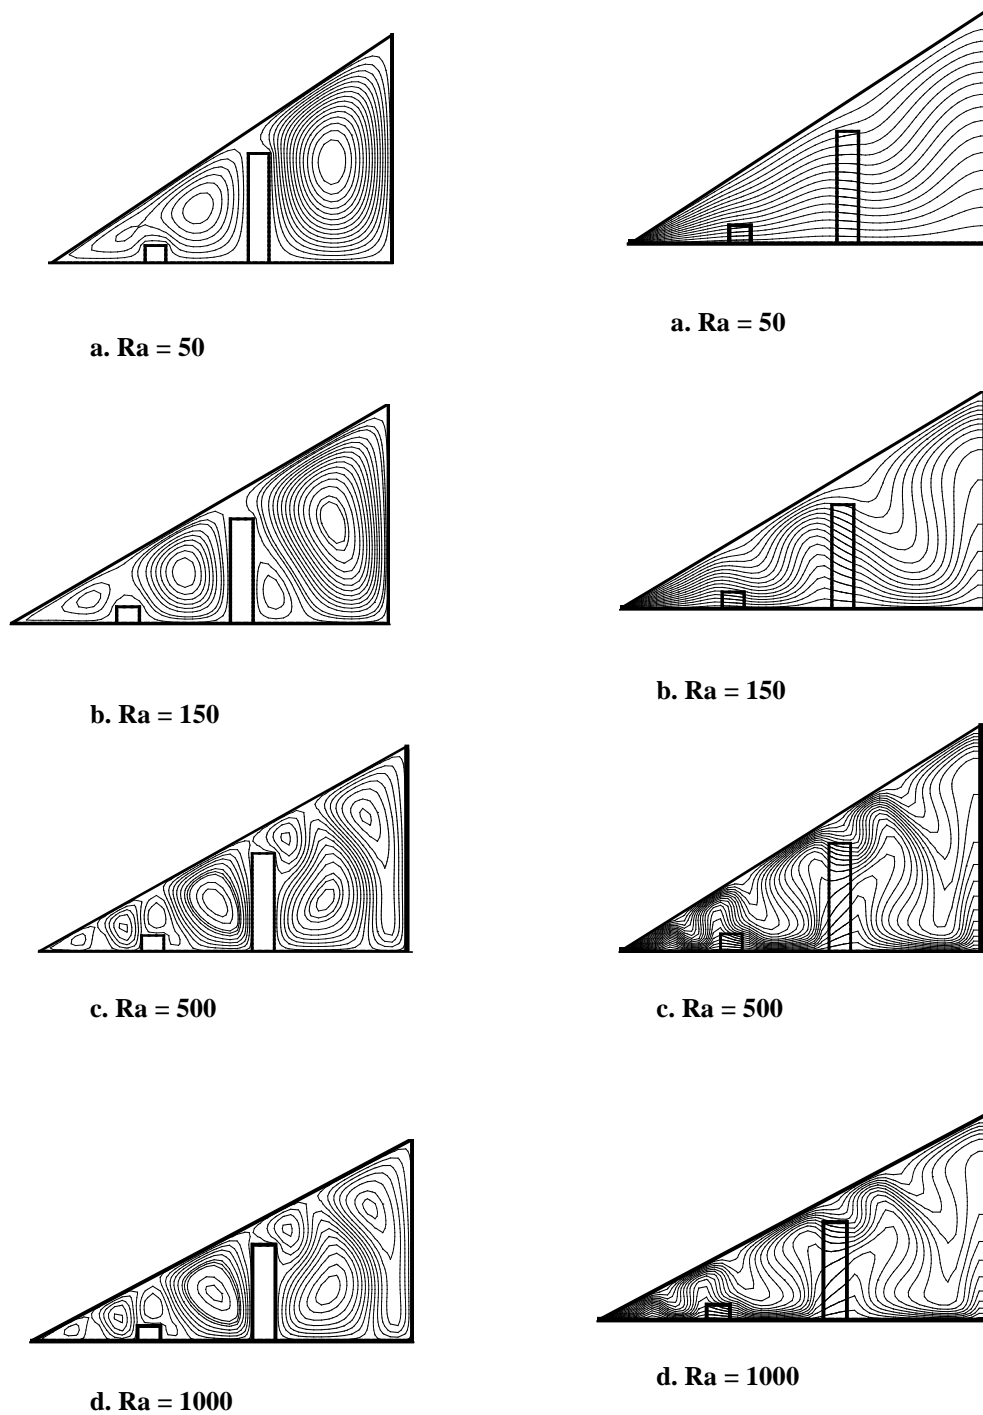 a. Ra = 50
a. Ra = 50
b. Ra = 150
b. Ra = 150
c. Ra = 500
c. Ra = 500
d. Ra = 1000
d. Ra = 1000